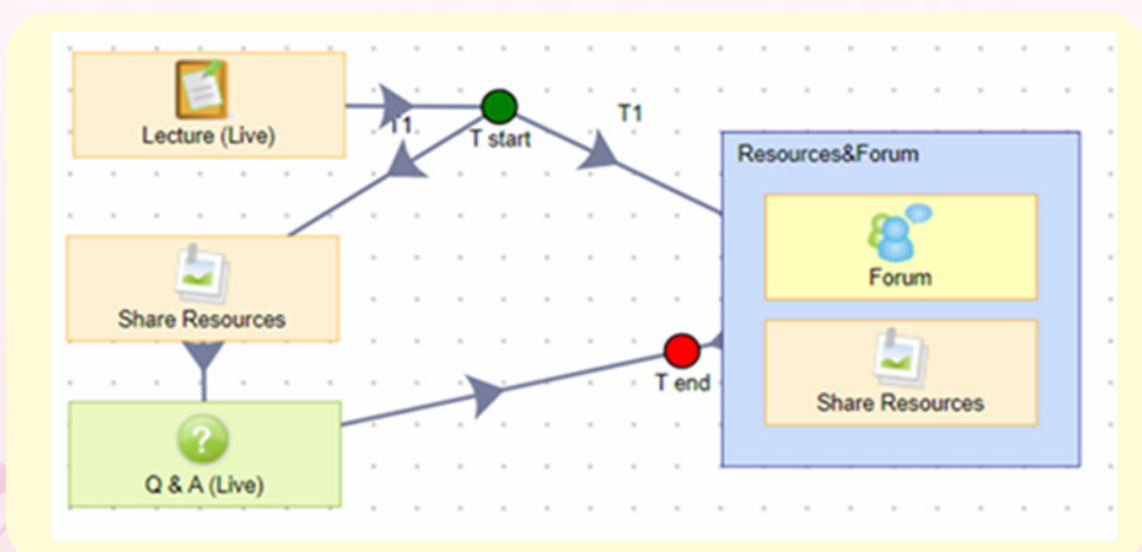 Lecture (Live)
T1
T start
T1
Resources&Forum
Forum
Share Resources
T end
Share Resources
Q & A (Live)
?